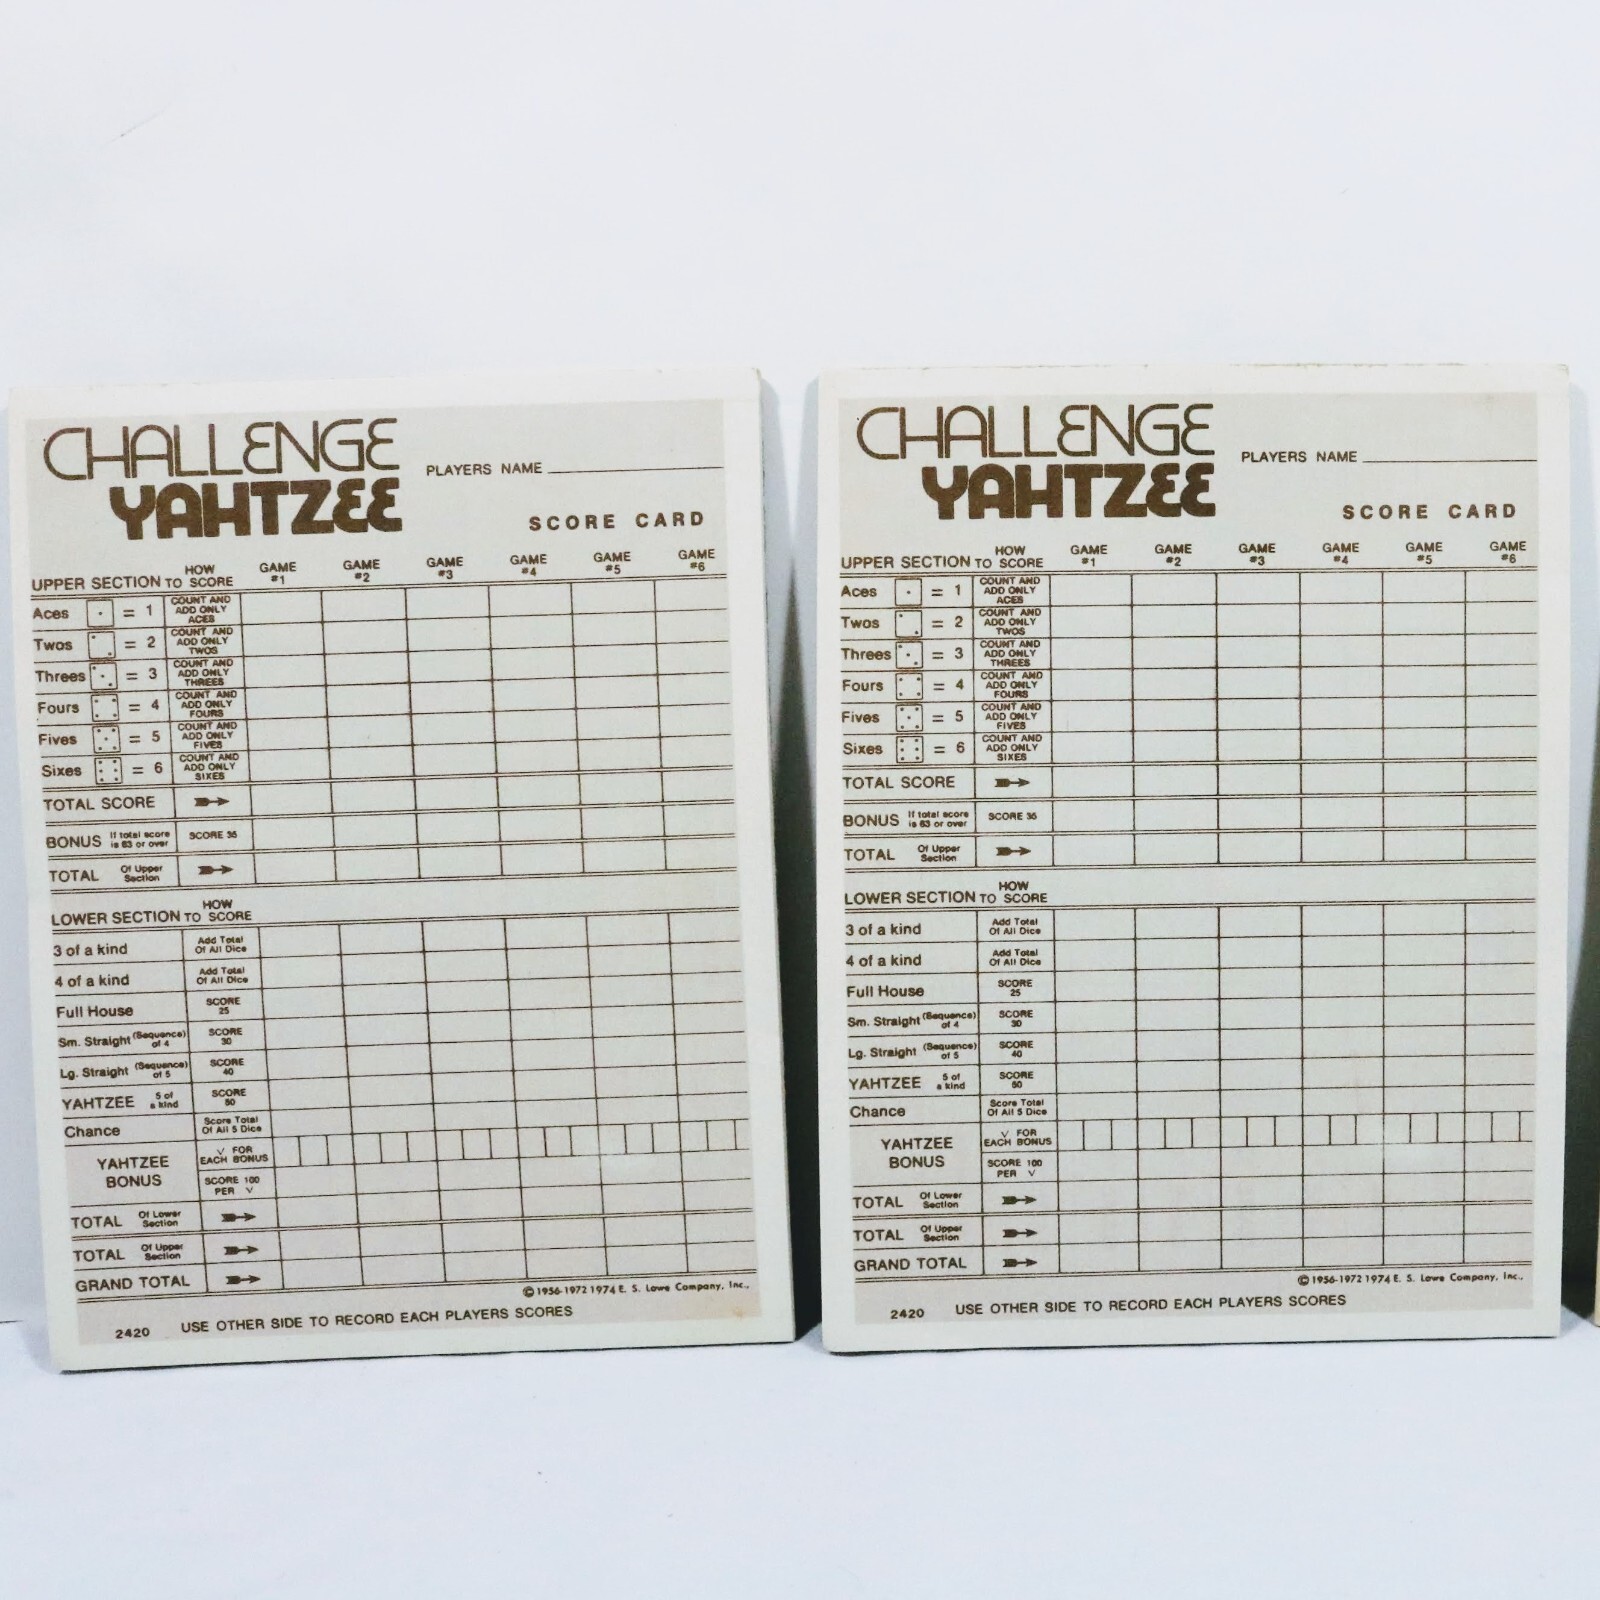 CHALLENGE
YAHTZEE
PLAYERS NAME
SCORE CARD
UPPER SECTION HOW TO SCORE GAME #1 GAME #2 GAME #3 GAME #4 GAME #5 GAME #6
Aces = 1 COUNT AND ADD ONLY ACES
Twos = 2 COUNT AND ADD ONLY TWOS
Threes = 3 COUNT AND ADD ONLY THREES
Fours = 4 COUNT AND ADD ONLY FOURS
Fives = 5 COUNT AND ADD ONLY FIVES
Sixes = 6 COUNT AND ADD ONLY SIXES
TOTAL SCORE
BONUS If total score is 63 or over SCORE 35
TOTAL Of Upper Section
LOWER SECTION HOW TO SCORE
3 of a kind Add Total Of All Dice
4 of a kind Add Total Of All Dice
Full House SCORE 25
Sm. Straight (Sequence) of 4 SCORE 30
Lg. Straight (Sequence) of 5 SCORE 40
YAHTZEE 5 of a kind SCORE 50
Chance Score Total Of All 5 Dice
YAHTZEE BONUS √ FOR EACH BONUS
SCORE 100 PER √
TOTAL Of Lower Section
TOTAL Of Upper Section
GRAND TOTAL
©1956-1972 1974 E. S. Lowe Company, Inc.,
2420 USE OTHER SIDE TO RECORD EACH PLAYERS SCORES
CHALLENGE
YAHTZEE
PLAYERS NAME
SCORE CARD
UPPER SECTION HOW TO SCORE GAME #1 GAME #2 GAME #3 GAME #4 GAME #5 GAME #6
Aces = 1 COUNT AND ADD ONLY ACES
Twos = 2 COUNT AND ADD ONLY TWOS
Threes = 3 COUNT AND ADD ONLY THREES
Fours = 4 COUNT AND ADD ONLY FOURS
Fives = 5 COUNT AND ADD ONLY FIVES
Sixes = 6 COUNT AND ADD ONLY SIXES
TOTAL SCORE
BONUS If total score is 63 or over SCORE 35
TOTAL Of Upper Section
LOWER SECTION HOW TO SCORE
3 of a kind Add Total Of All Dice
4 of a kind Add Total Of All Dice
Full House SCORE 25
Sm. Straight (Sequence) of 4 SCORE 30
Lg. Straight (Sequence) of 5 SCORE 40
YAHTZEE 5 of a kind SCORE 50
Chance Score Total Of All 5 Dice
YAHTZEE BONUS √ FOR EACH BONUS
SCORE 100 PER √
TOTAL Of Lower Section
TOTAL Of Upper Section
GRAND TOTAL
©1956-1972 1974 E. S. Lowe Company, Inc.,
2420 USE OTHER SIDE TO RECORD EACH PLAYERS SCORES